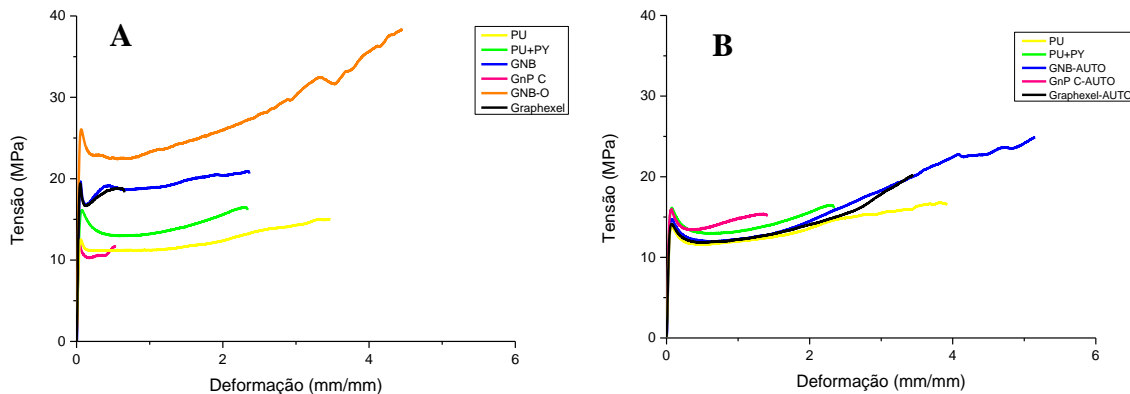 A
PU
PU+PY
GNB
GnP C
GNB-O
Graphexel
Tensão (MPa)
40
30
20
10
0
0
2
4
6
Deformação (mm/mm)
B
PU
PU+PY
GNB-AUTO
GnP C-AUTO
Graphexel-AUTO
Tensão (MPa)
40
30
20
10
0
0
2
4
6
Deformação (mm/mm)